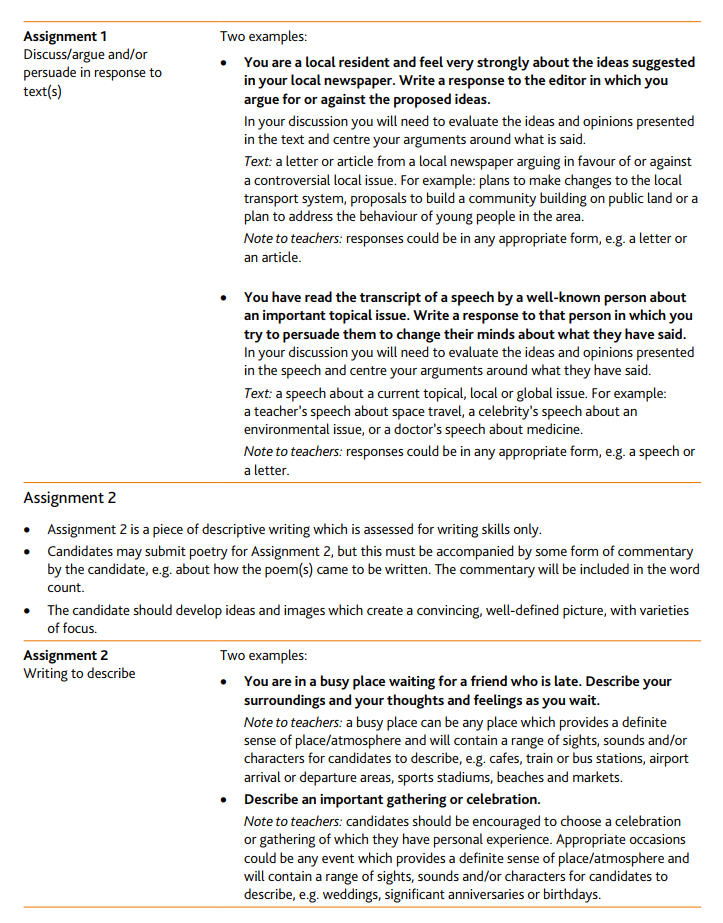 Assignment 1
Discuss/argue and/or
persuade in response to
text(s)
Two examples:
• You are a local resident and feel very strongly about the ideas suggested
in your local newspaper. Write a response to the editor in which you
argue for or against the proposed ideas.
In your discussion you will need to evaluate the ideas and opinions presented
in the text and centre your arguments around what is said.
Text: a letter or article from a local newspaper arguing in favour of or against
a controversial local issue. For example: plans to make changes to the local
transport system, proposals to build a community building on public land or a
plan to address the behaviour of young people in the area.
Note to teachers: responses could be in any appropriate form, e.g. a letter or
an article.
• You have read the transcript of a speech by a well-known person about
an important topical issue. Write a response to that person in which you
try to persuade them to change their minds about what they have said.
In your discussion you will need to evaluate the ideas and opinions presented
in the speech and centre your arguments around what they have said.
Text: a speech about a current topical, local or global issue. For example:
a teacher's speech about space travel, a celebrity's speech about an
environmental issue, or a doctor's speech about medicine.
Note to teachers: responses could be in any appropriate form, e.g. a speech or
a letter.
Assignment 2
• Assignment 2 is a piece of descriptive writing which is assessed for writing skills only.
• Candidates may submit poetry for Assignment 2, but this must be accompanied by some form of commentary
by the candidate, e.g. about how the poem(s) came to be written. The commentary will be included in the word
count.
• The candidate should develop ideas and images which create a convincing, well-defined picture, with varieties
of focus.
Assignment 2
Writing to describe
Two examples:
• You are in a busy place waiting for a friend who is late. Describe your
surroundings and your thoughts and feelings as you wait.
Note to teachers: a busy place can be any place which provides a definite
sense of place/atmosphere and will contain a range of sights, sounds and/or
characters for candidates to describe, e.g. cafes, train or bus stations, airport
arrival or departure areas, sports stadiums, beaches and markets.
• Describe an important gathering or celebration.
Note to teachers: candidates should be encouraged to choose a celebration
or gathering of which they have personal experience. Appropriate occasions
could be any event which provides a definite sense of place/atmosphere and
will contain a range of sights, sounds and/or characters for candidates to
describe, e.g. weddings, significant anniversaries or birthdays.